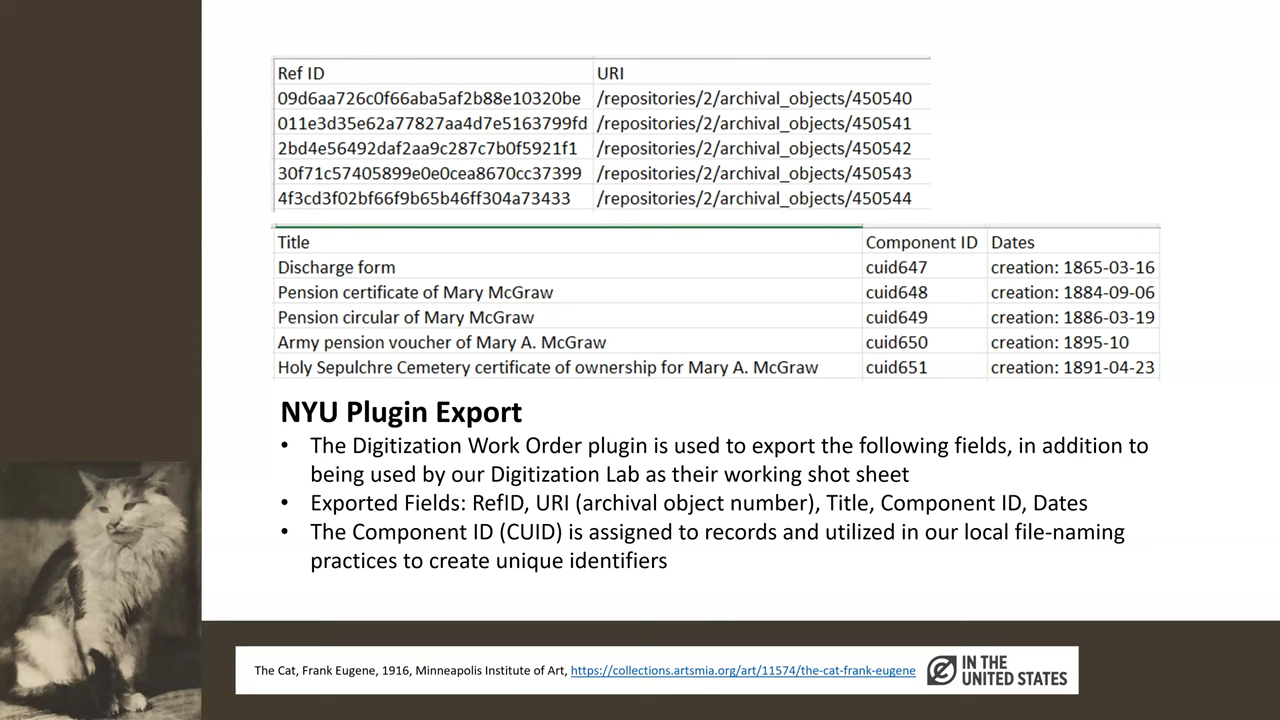 Ref ID URI
09d6aa726c0f66aba5af2b88e10320be /repositories/2/archival_objects/450540
011e3d35e62a77827aa4d7e5163799fd /repositories/2/archival_objects/450541
2bd4e56492daf2aa9c287c7b0f5921f1 /repositories/2/archival_objects/450542
30f71c57405899e0e0cea8670cc37399 /repositories/2/archival_objects/450543
4f3cd3f02bf66f9b65b46ff304a73433 /repositories/2/archival_objects/450544
Title Component ID Dates
Discharge form cuid647 creation: 1865-03-16
Pension certificate of Mary McGraw cuid648 creation: 1884-09-06
Pension circular of Mary McGraw cuid649 creation: 1886-03-19
Army pension voucher of Mary A. McGraw cuid650 creation: 1895-10
Holy Sepulchre Cemetery certificate of ownership for Mary A. McGraw cuid651 creation: 1891-04-23
NYU Plugin Export
• The Digitization Work Order plugin is used to export the following fields, in addition to
being used by our Digitization Lab as their working shot sheet
• Exported Fields: RefID, URI (archival object number), Title, Component ID, Dates
• The Component ID (CUID) is assigned to records and utilized in our local file-naming
practices to create unique identifiers
The Cat, Frank Eugene, 1916, Minneapolis Institute of Art, https://collections.artsmia.org/art/11574/the-cat-frank-eugene
IN THE
UNITED STATES